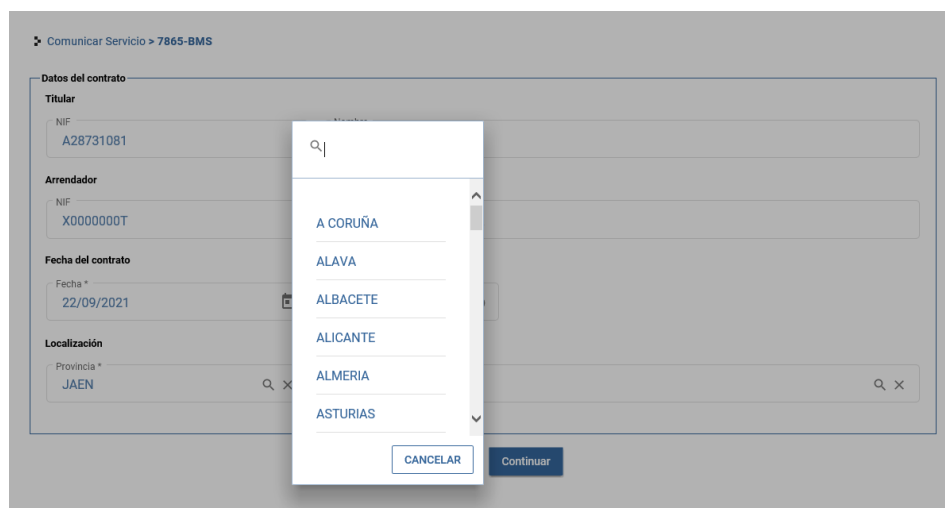 Comunicar Servicio > 7865-BMS
Datos del contrato
Titular
NIF
A28731081
Arrendador
NIF
X0000000T
Fecha del contrato
Fecha *
22/09/2021
Localización
Provincia *
JAEN
A CORUÑA
ALAVA
ALBACETE
ALICANTE
ALMERIA
ASTURIAS
CANCELAR
Continuar